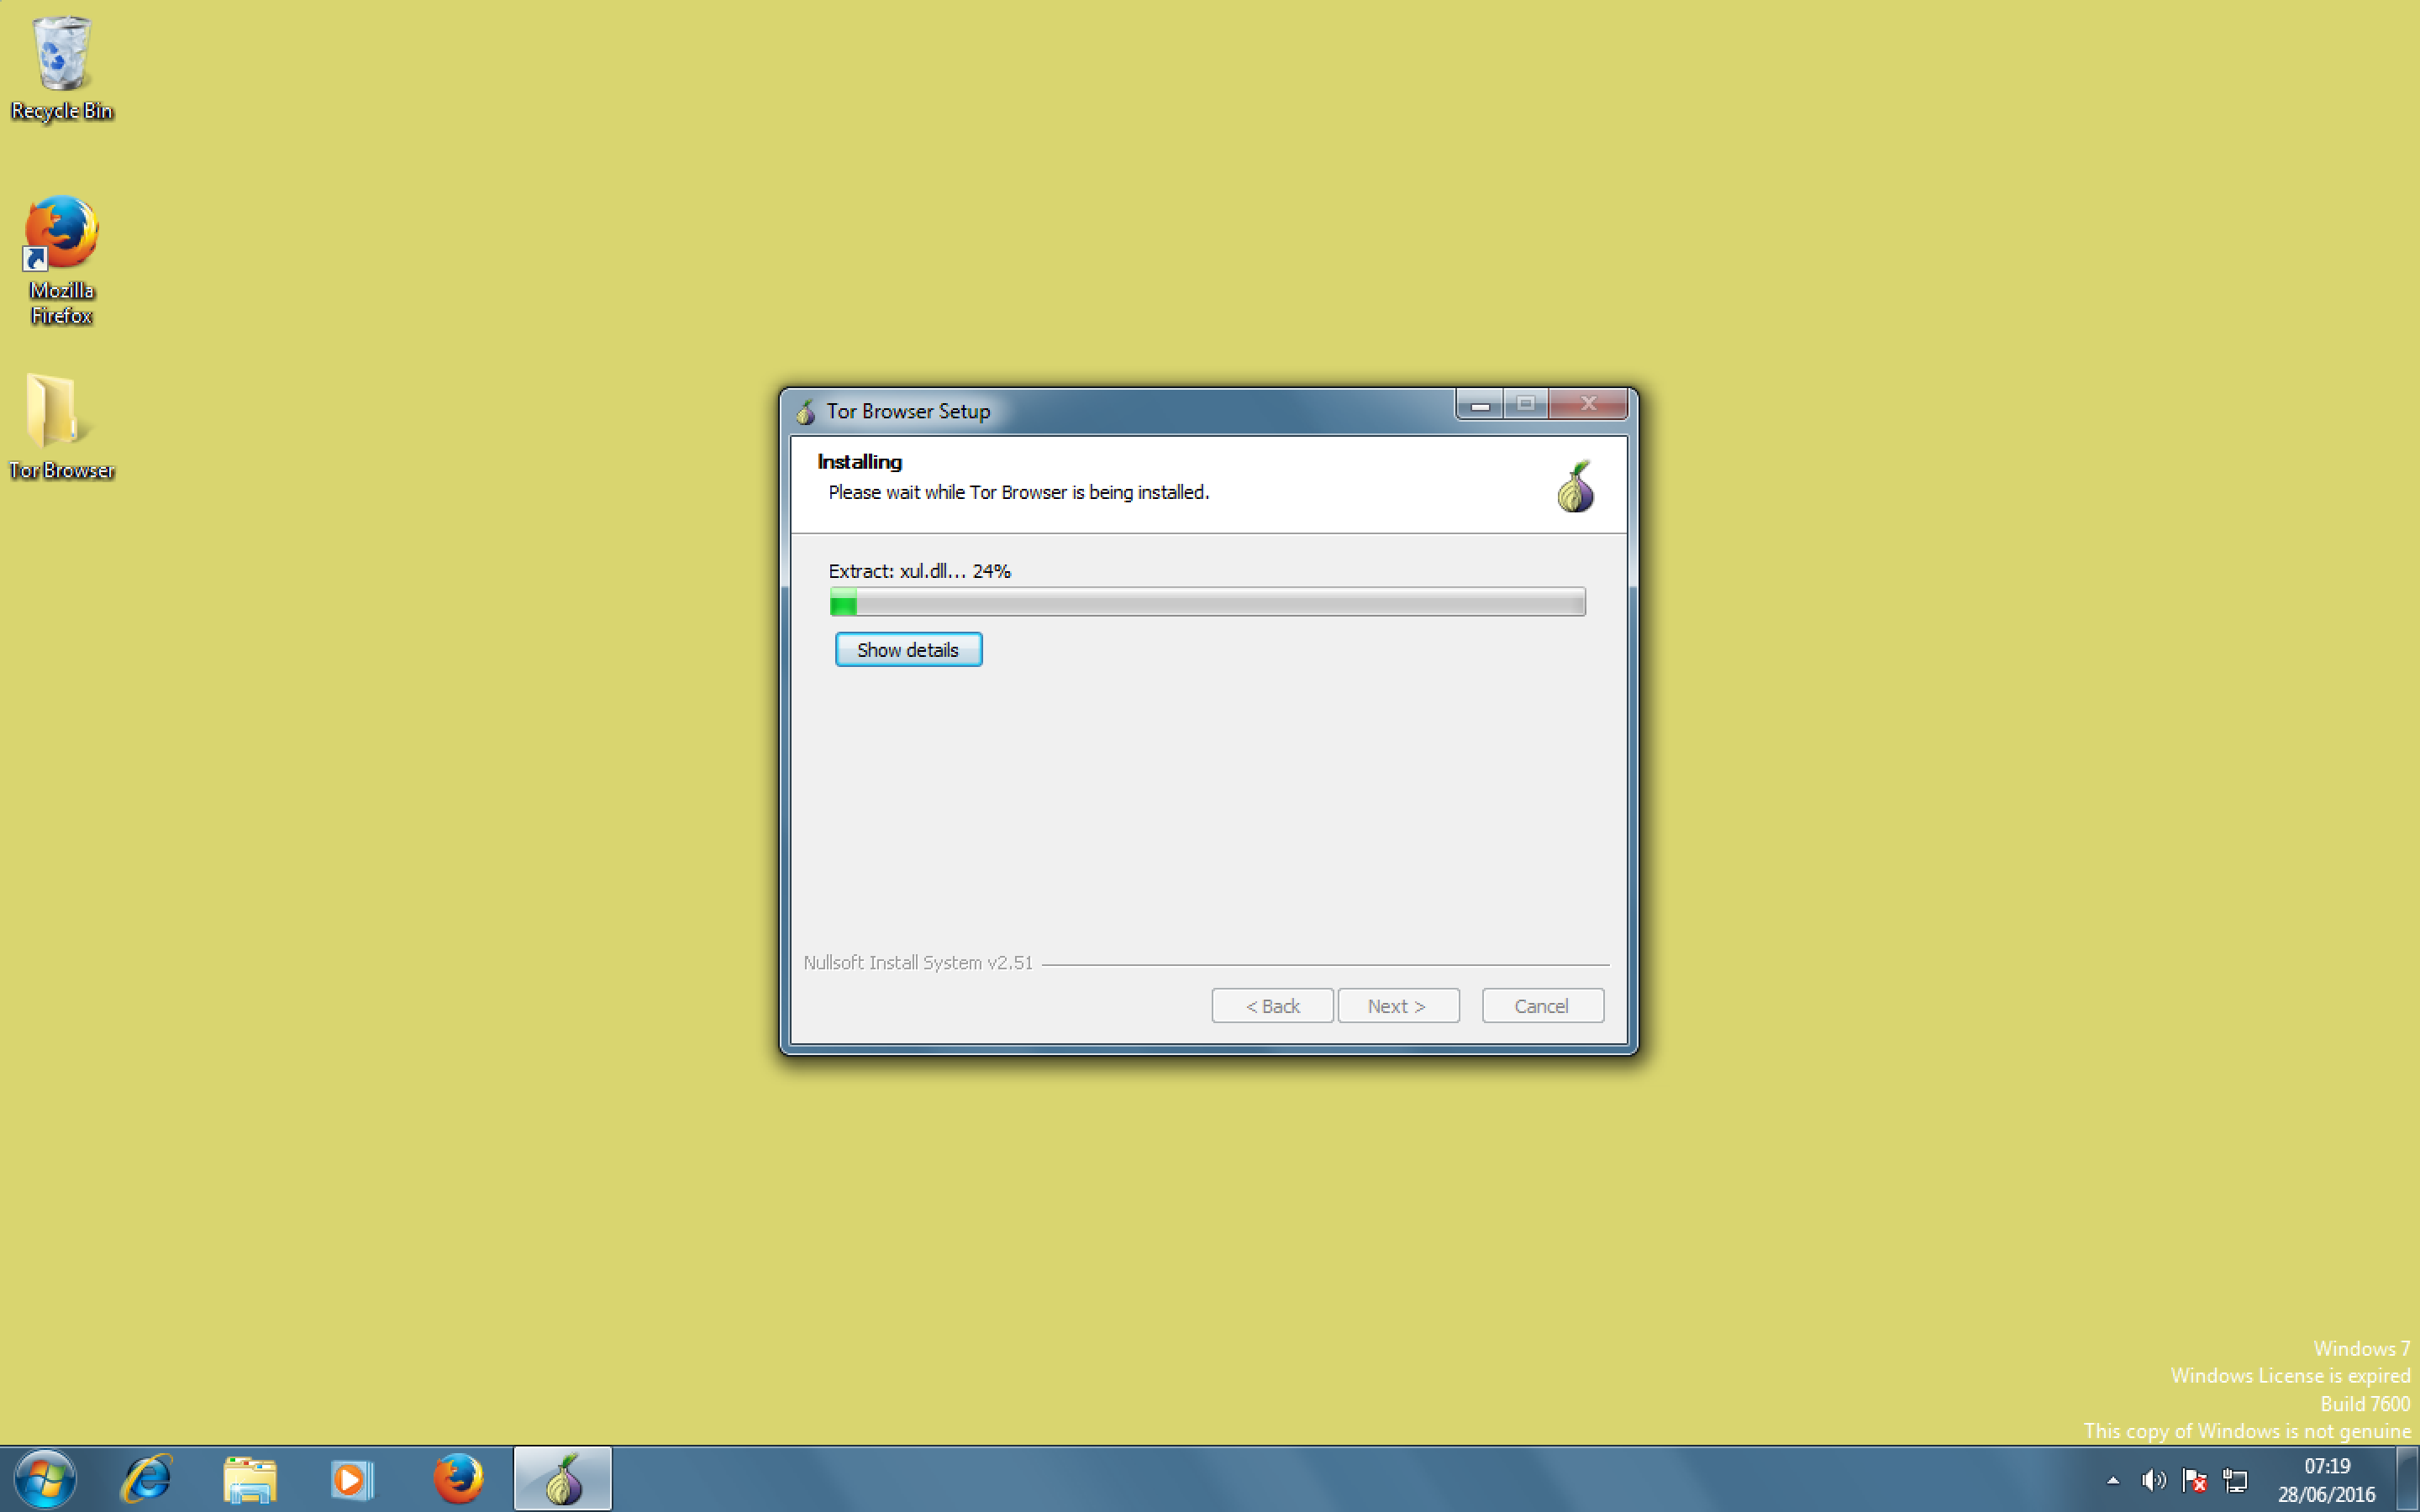 Recycle Bin
Mozilla
Firefox
Tor Browser
Tor Browser Setup
Installing
Please wait while Tor Browser is being installed.
Extract: xul.dll... 24%
Show details
Nullsoft Install System v2.51
< Back
Next >
Cancel
Windows 7
Windows License is expired
Build 7600
This copy of Windows is not genuine
07:19
28/06/2016